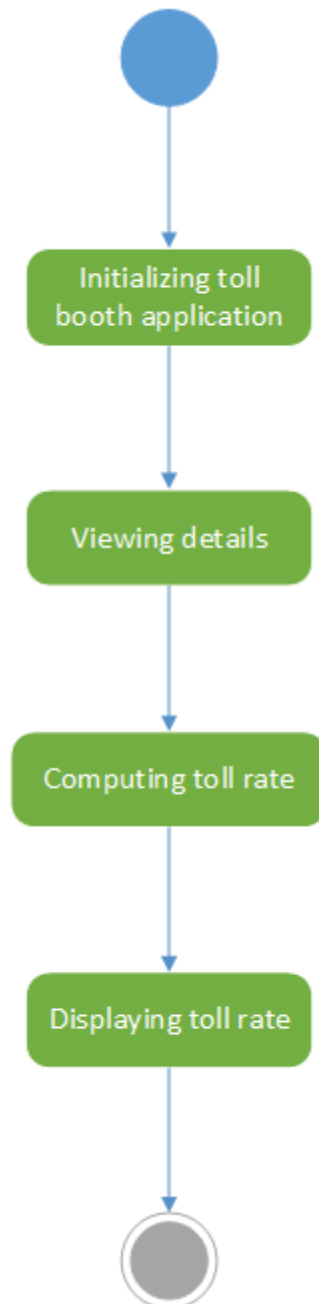 Initializing toll
booth application
Viewing details
Computing toll rate
Displaying toll rate